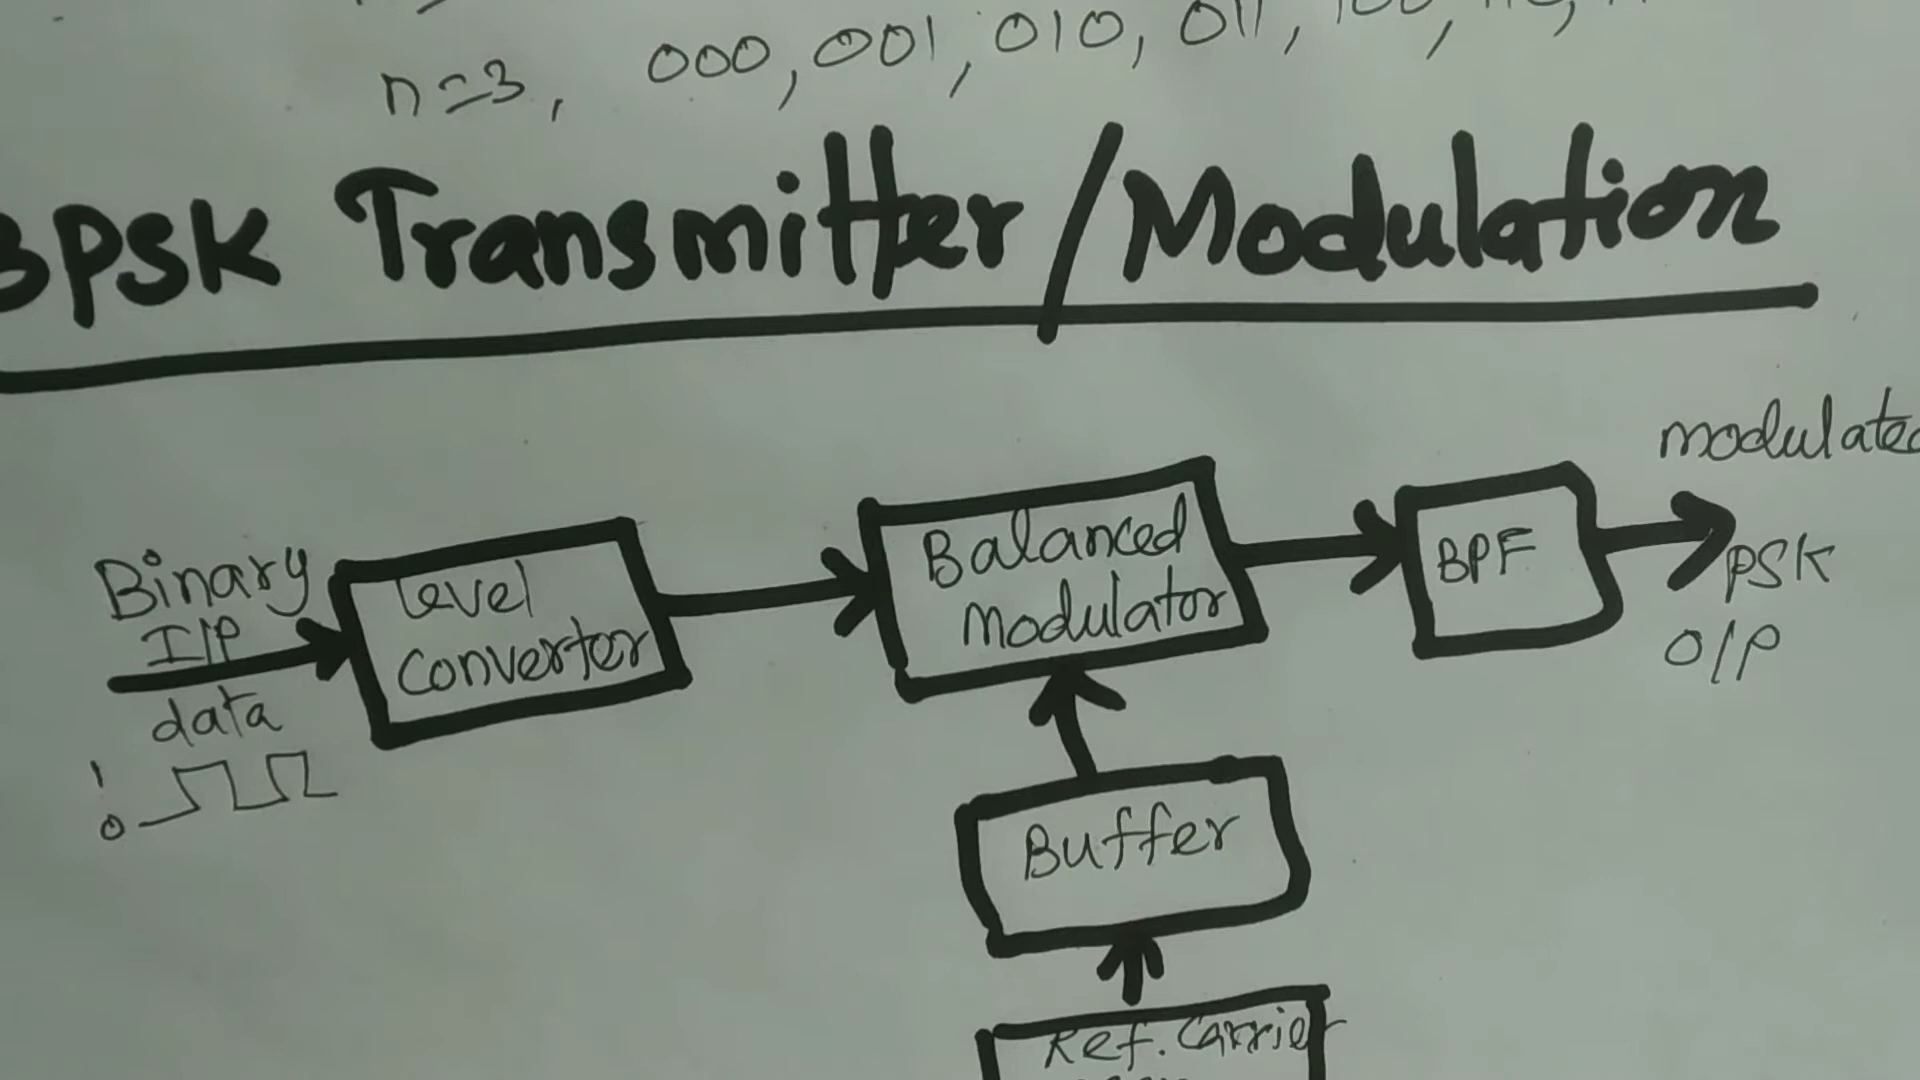 n=3, 000, 001, 010, 011,
BPSK Transmitter/Modulation
modulated
PSK
O/P
Binary
I/P
data
1
0
Level
Convertor
Balanced
Modulator
BPF
Buffer
Ref. Carrier